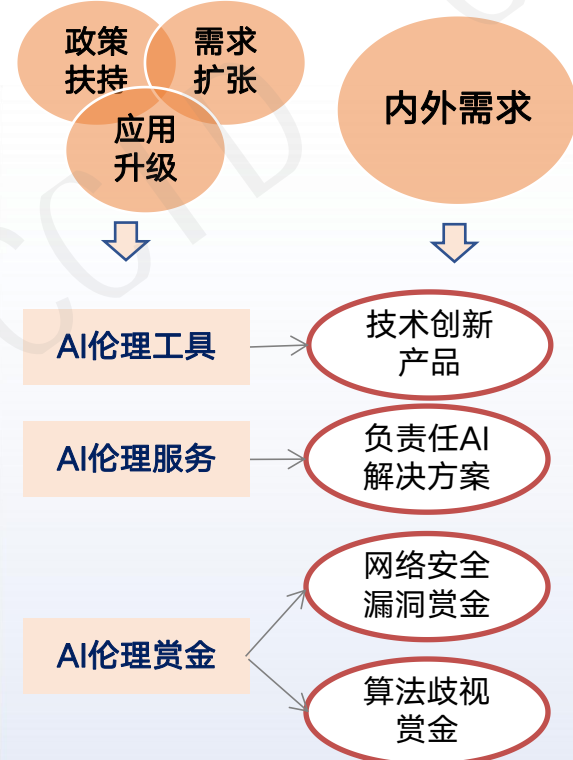 政策
扶持
需求
扩张
应用
升级
内外需求
AI伦理工具
技术创新
产品
AI伦理服务
负责任AI
解决方案
AI伦理赏金
网络安全
漏洞赏金
算法歧视
赏金